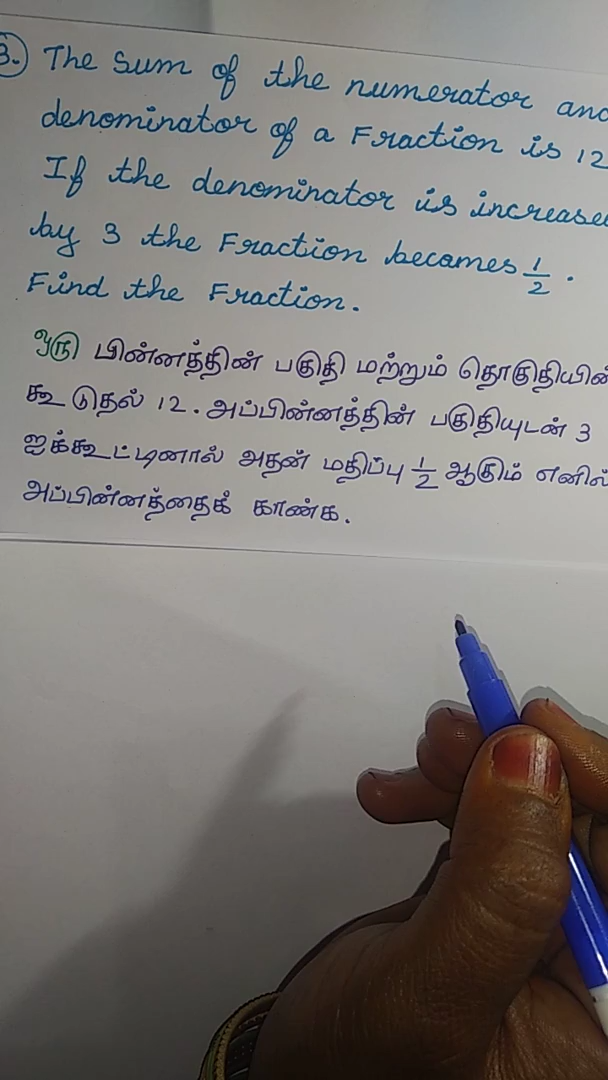 3. The Sum of the numerator and
denominator of a Fraction is 12
If the denominator is increase
by 3 the Fraction becomes 1/2 .
Find the Fraction.
ஒரு பின்னத்தின் பகுதி மற்றும் தொகுதியின்
கூடுதல் 12. அப்பின்னத்தின் பகுதியுடன் 3
ஐக்கூட்டினால் அதன் மதிப்பு 1/2 ஆகும் எனில்
அப்பின்னத்தைக் காண்க.